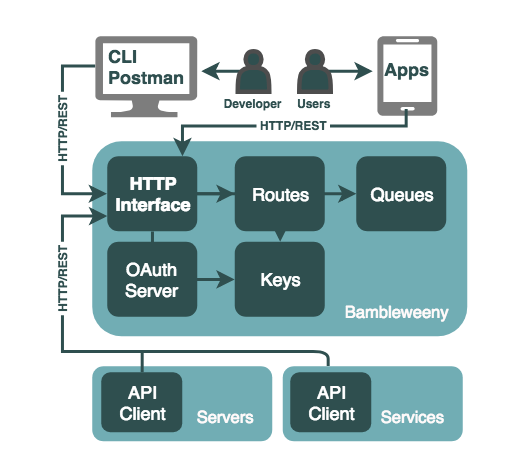 CLI
Postman
Apps
Developer
Users
HTTP/REST
HTTP/REST
HTTP
Interface
Routes
Queues
OAuth
Server
Keys
HTTP/REST
Bambleweeny
API
Client
Servers
API
Client
Services